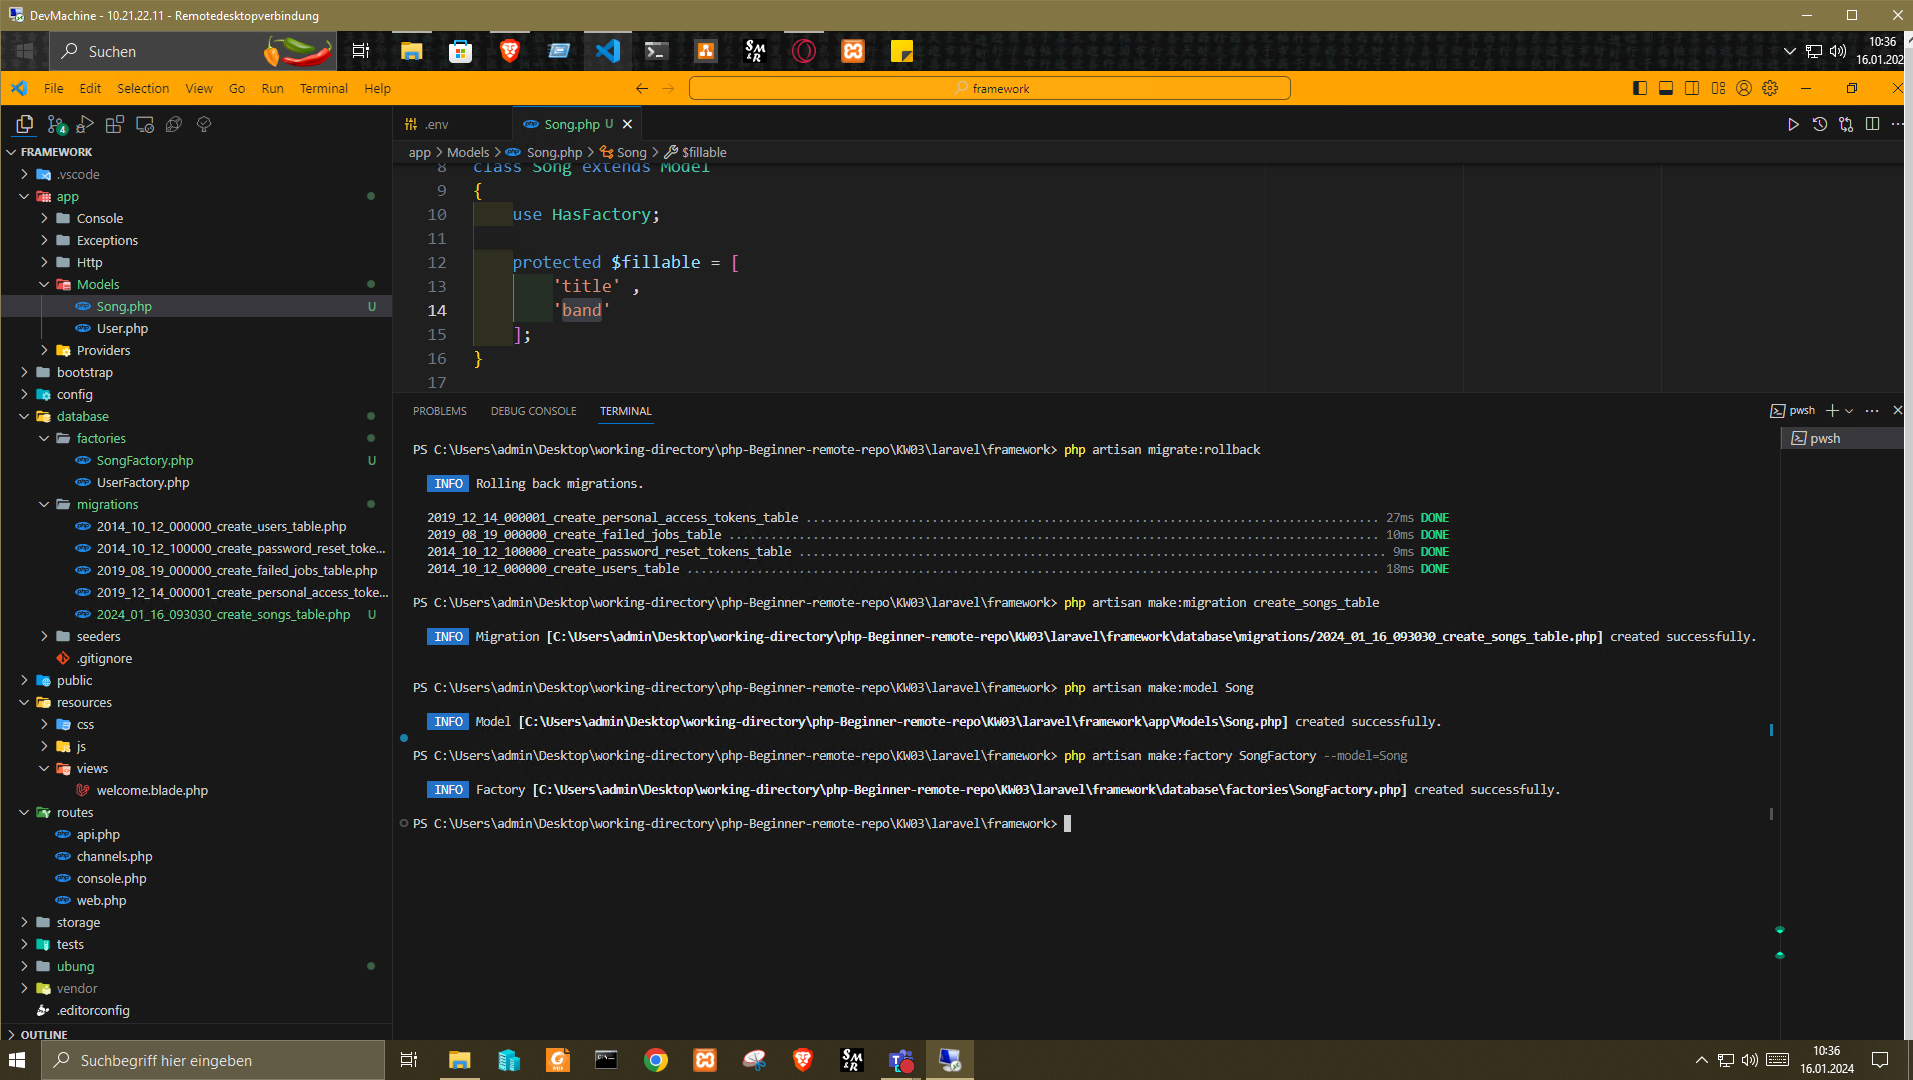 DevMachine - 10.21.22.11 - Remotedesktopverbindung
Suchen
10:36
16.01.202
File Edit Selection View Go Run Terminal Help
framework
4
.env
Song.php U
FRAMEWORK
app > Models > Song.php > Song > $fillable
.vscode
app
Console
Exceptions
Http
Models
Song.php U
User.php
Providers
bootstrap
config
database
factories
SongFactory.php U
UserFactory.php
migrations
2014_10_12_000000_create_users_table.php
2014_10_12_100000_create_password_reset_toke...
2019_08_19_000000_create_failed_jobs_table.php
2019_12_14_000001_create_personal_access_toke...
2024_01_16_093030_create_songs_table.php U
seeders
.gitignore
public
resources
css
js
views
welcome.blade.php
routes
api.php
channels.php
console.php
web.php
storage
tests
ubung
vendor
.editorconfig
OUTLINE
8 class Song extends Model
9 {
10 use HasFactory;
11
12 protected $fillable = [
13 'title' ,
14 'band'
15 ];
16 }
17
PROBLEMS DEBUG CONSOLE TERMINAL
pwsh
pwsh
PS C:\Users\admin\Desktop\working-directory\php-Beginner-remote-repo\KW03\laravel\framework> php artisan migrate:rollback
INFO Rolling back migrations.
2019_12_14_000001_create_personal_access_tokens_table .................................................................................. 27ms DONE
2019_08_19_000000_create_failed_jobs_table ............................................................................................. 10ms DONE
2014_10_12_100000_create_password_reset_tokens_table .................................................................................... 9ms DONE
2014_10_12_000000_create_users_table ................................................................................................... 18ms DONE
PS C:\Users\admin\Desktop\working-directory\php-Beginner-remote-repo\KW03\laravel\framework> php artisan make:migration create_songs_table
INFO Migration [C:\Users\admin\Desktop\working-directory\php-Beginner-remote-repo\KW03\laravel\framework\database\migrations/2024_01_16_093030_create_songs_table.php] created successfully.
PS C:\Users\admin\Desktop\working-directory\php-Beginner-remote-repo\KW03\laravel\framework> php artisan make:model Song
INFO Model [C:\Users\admin\Desktop\working-directory\php-Beginner-remote-repo\KW03\laravel\framework\app\Models\Song.php] created successfully.
PS C:\Users\admin\Desktop\working-directory\php-Beginner-remote-repo\KW03\laravel\framework> php artisan make:factory SongFactory --model=Song
INFO Factory [C:\Users\admin\Desktop\working-directory\php-Beginner-remote-repo\KW03\laravel\framework\database\factories\SongFactory.php] created successfully.
PS C:\Users\admin\Desktop\working-directory\php-Beginner-remote-repo\KW03\laravel\framework>
Suchbegriff hier eingeben
10:36
16.01.2024